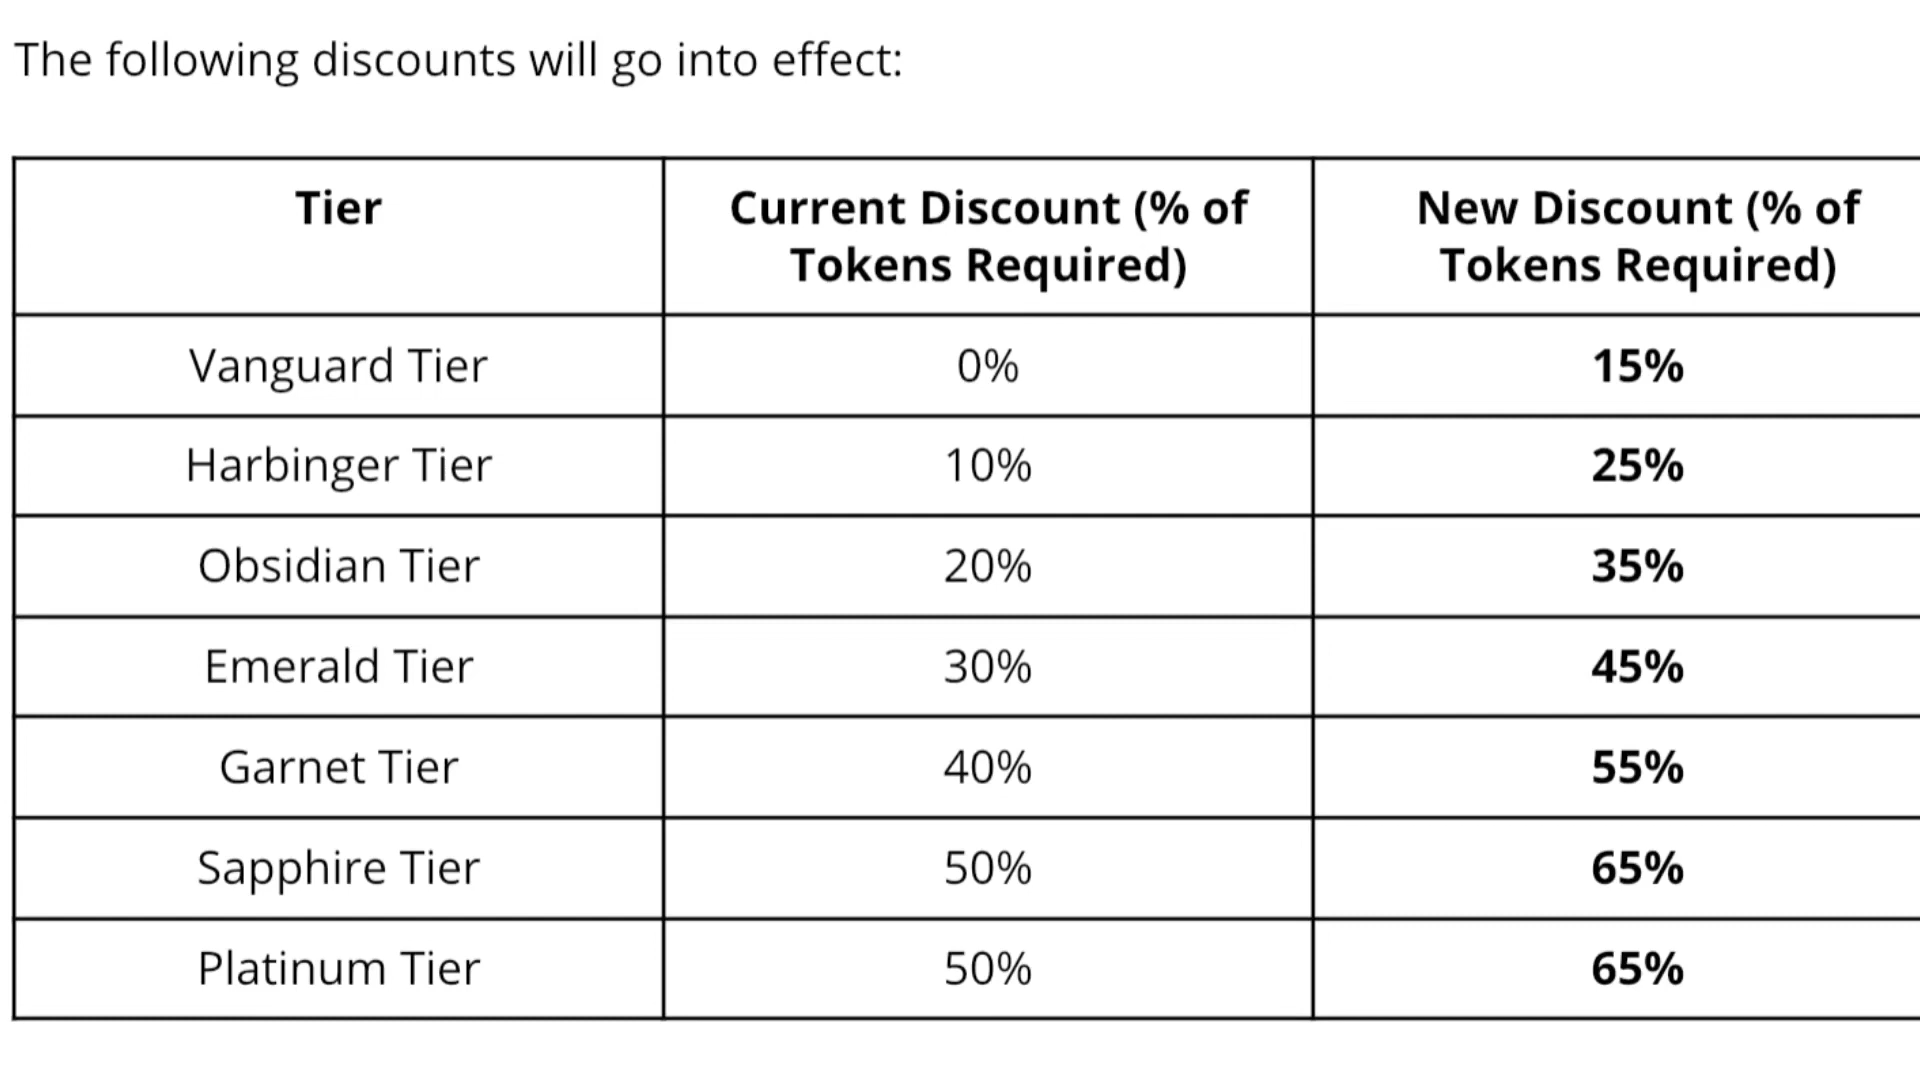 The following discounts will go into effect:
Tier
Current Discount (% of
Tokens Required)
New Discount (% of
Tokens Required)
Vanguard Tier 0% 15%
Harbinger Tier 10% 25%
Obsidian Tier 20% 35%
Emerald Tier 30% 45%
Garnet Tier 40% 55%
Sapphire Tier 50% 65%
Platinum Tier 50% 65%